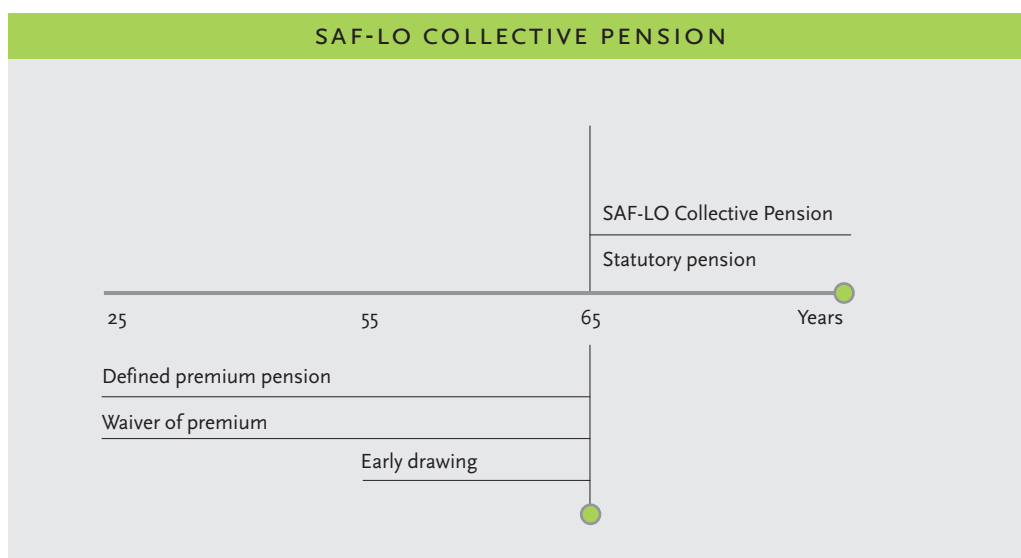 SAF-LO COLLECTIVE PENSION
SAF-LO Collective Pension
Statutory pension
25 55 65 Years
Defined premium pension
Waiver of premium
Early drawing